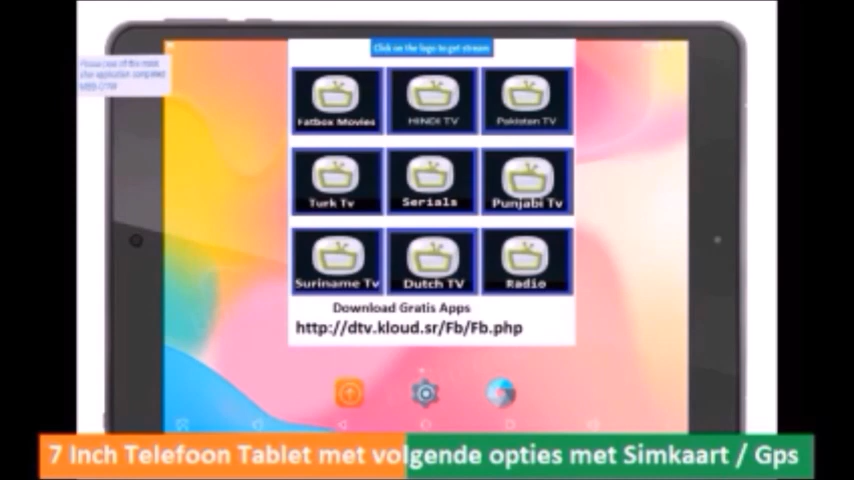 Click on the logo to get stream
Fatbox Movies
HINDI TV
Pakistan TV
Turk Tv
Serials
Punjabi Tv
Suriname Tv
Dutch TV
Radio
Download Gratis Apps
http://dtv.kloud.sr/Fb/Fb.php
7 Inch Telefoon Tablet met volgende opties met Simkaart / Gps